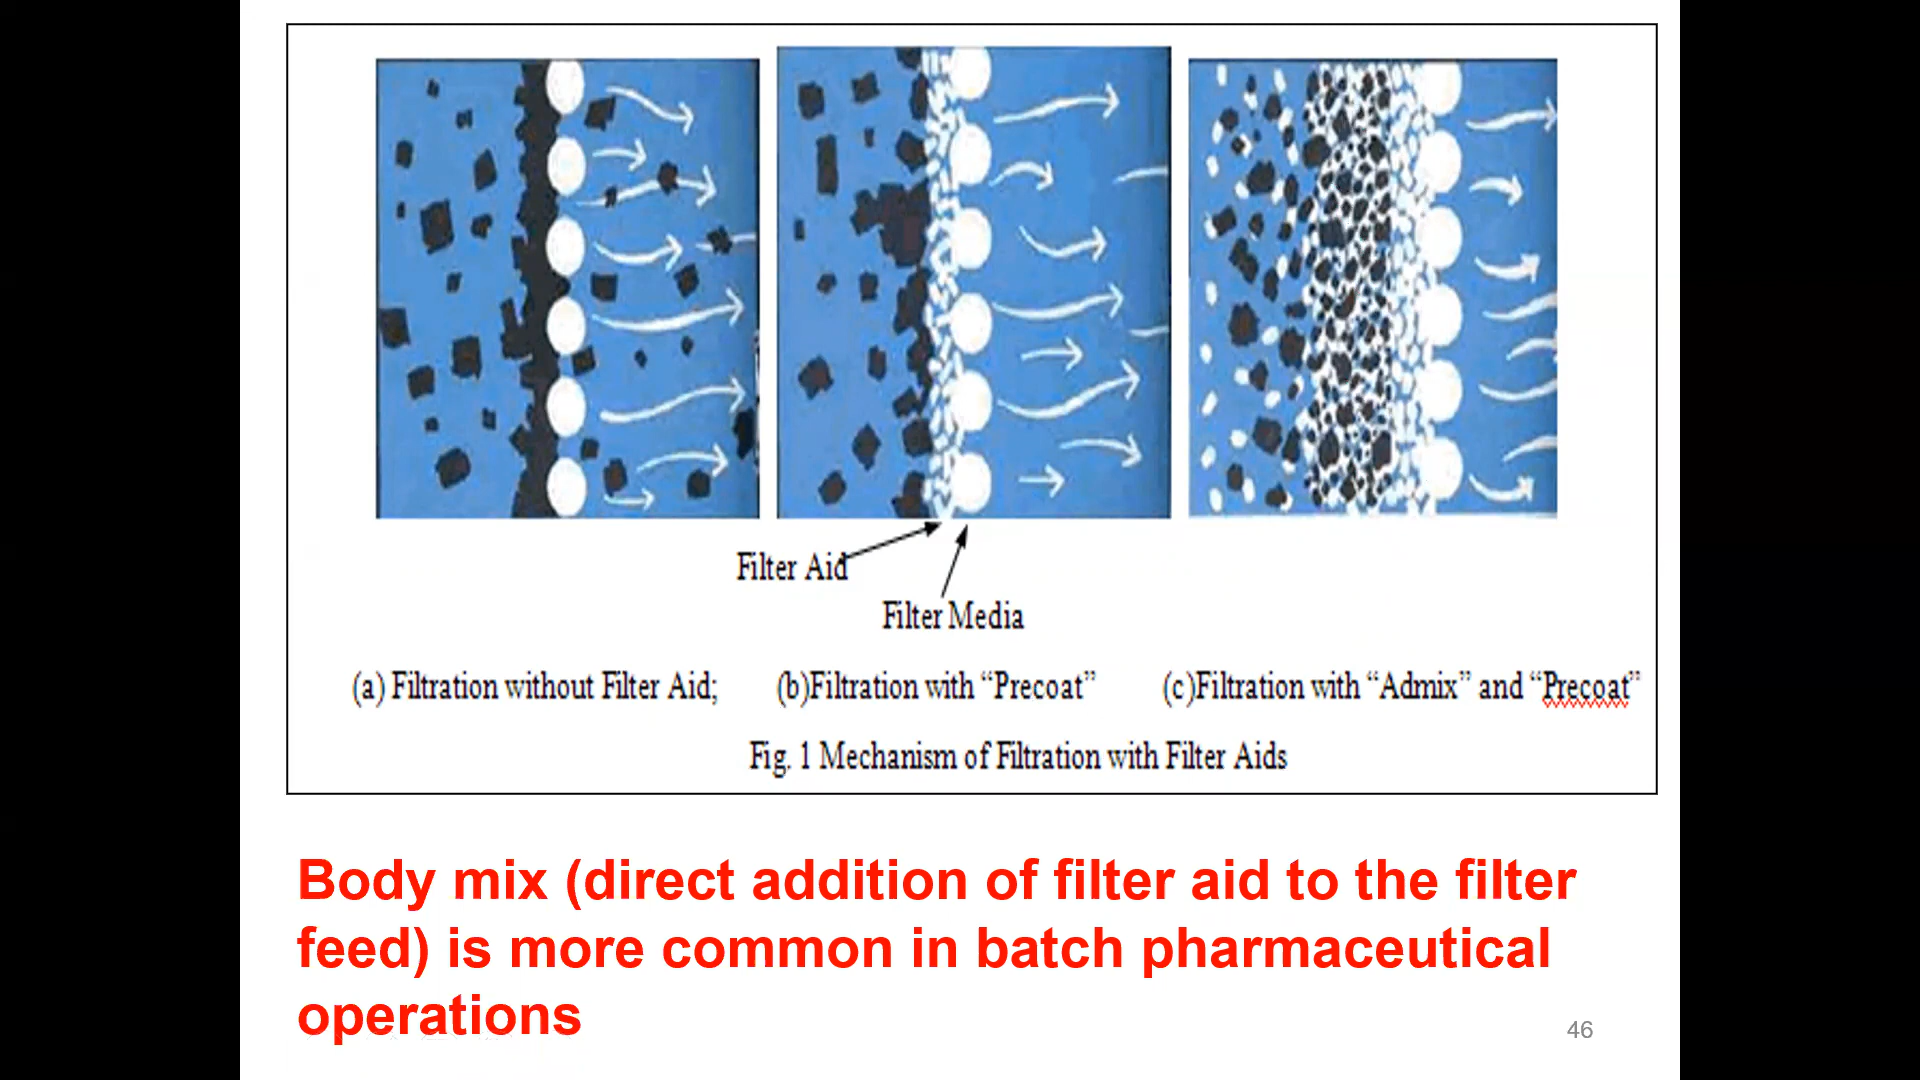 Filter Aid
Filter Media
(a) Filtration without Filter Aid;
(b)Filtration with “Precoat”
(c)Filtration with “Admix” and “Precoat”
Fig. 1 Mechanism of Filtration with Filter Aids
Body mix (direct addition of filter aid to the filter
feed) is more common in batch pharmaceutical
operations
46